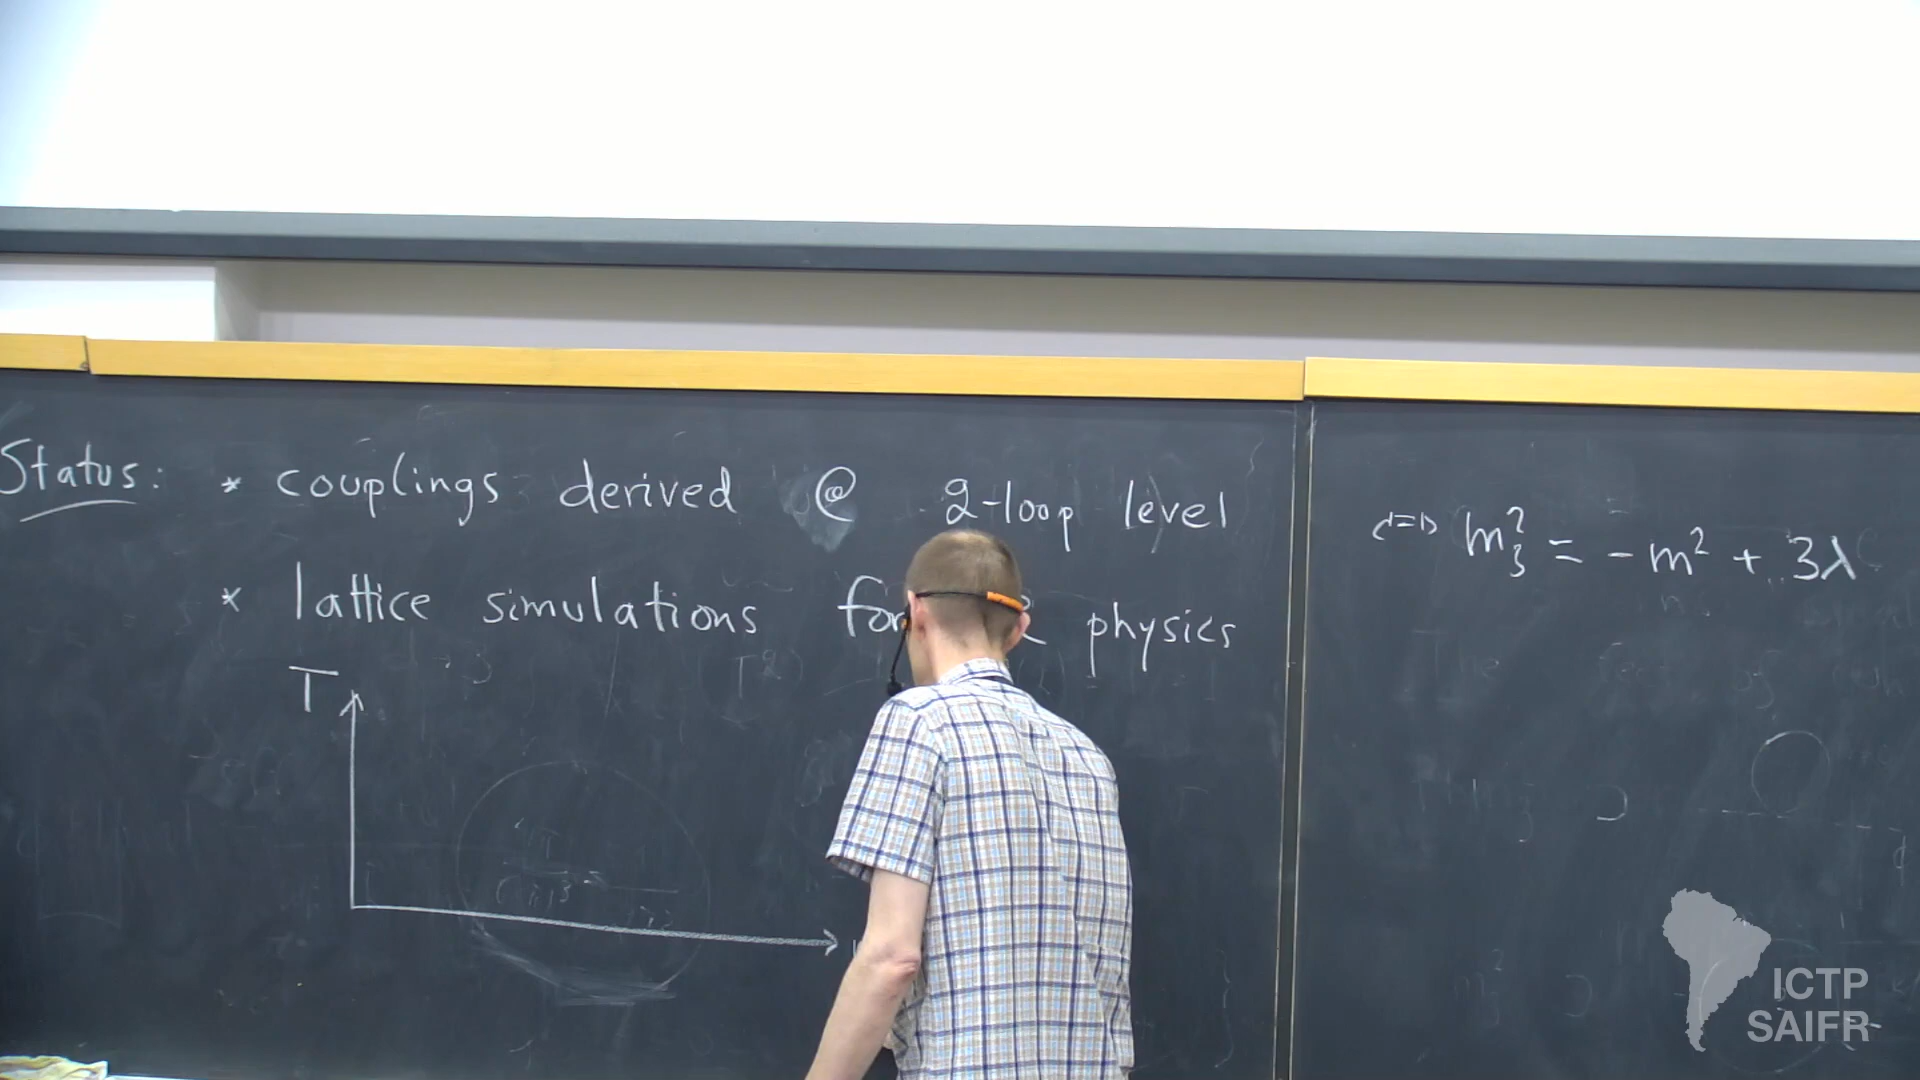 Status: * couplings derived @ 2-loop level
* lattice simulations for physics
T
<=> m₃² = -m² + 3λ
ICTP
SAIFR